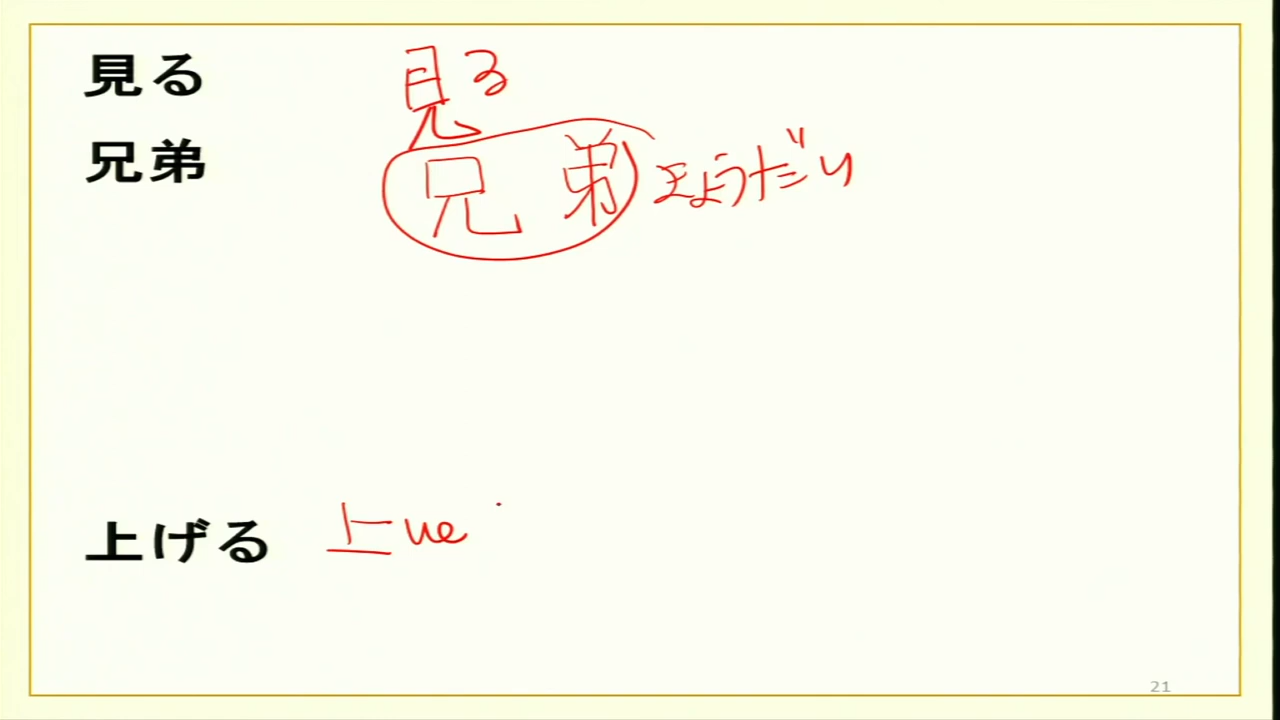 見る 見る
兄弟 兄弟 きょうだい
上げる 上 ue
21